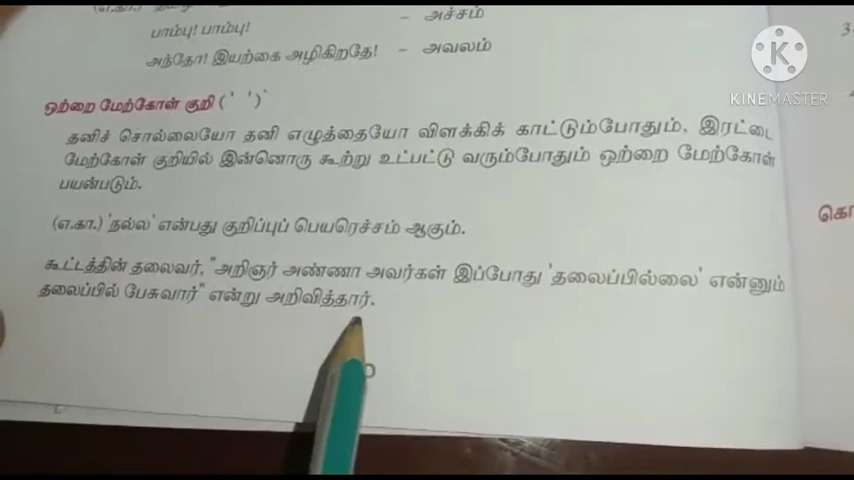 (எ.கா.)
– அச்சம்
பாம்பு! பாம்பு!
அந்தோ! இயற்கை அழிகிறதே! – அவலம்
ஒற்றை மேற்கோள் குறி (' ')
தனிச் சொல்லையோ தனி எழுத்தையோ விளக்கிக் காட்டும்போதும், இரட்டை
மேற்கோள் குறியில் இன்னொரு கூற்று உட்பட்டு வரும்போதும் ஒற்றை மேற்கோள்
பயன்படும்.
(எ.கா.) 'நல்ல' என்பது குறிப்புப் பெயரெச்சம் ஆகும்.
கூட்டத்தின் தலைவர், "அறிஞர் அண்ணா அவர்கள் இப்போது 'தலைப்பில்லை' என்னும்
தலைப்பில் பேசுவார்" என்று அறிவித்தார்.
K
KINEMASTER